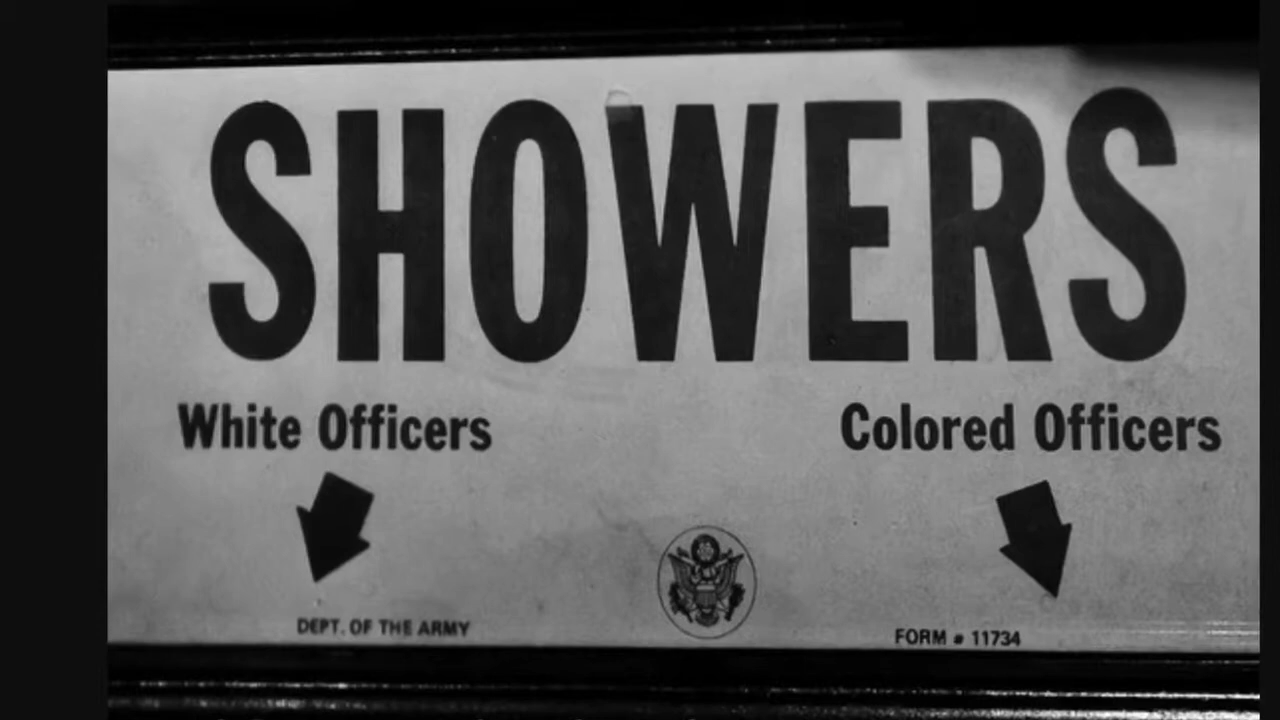 SHOWERS
White Officers
Colored Officers
DEPT. OF THE ARMY
FORM # 11734